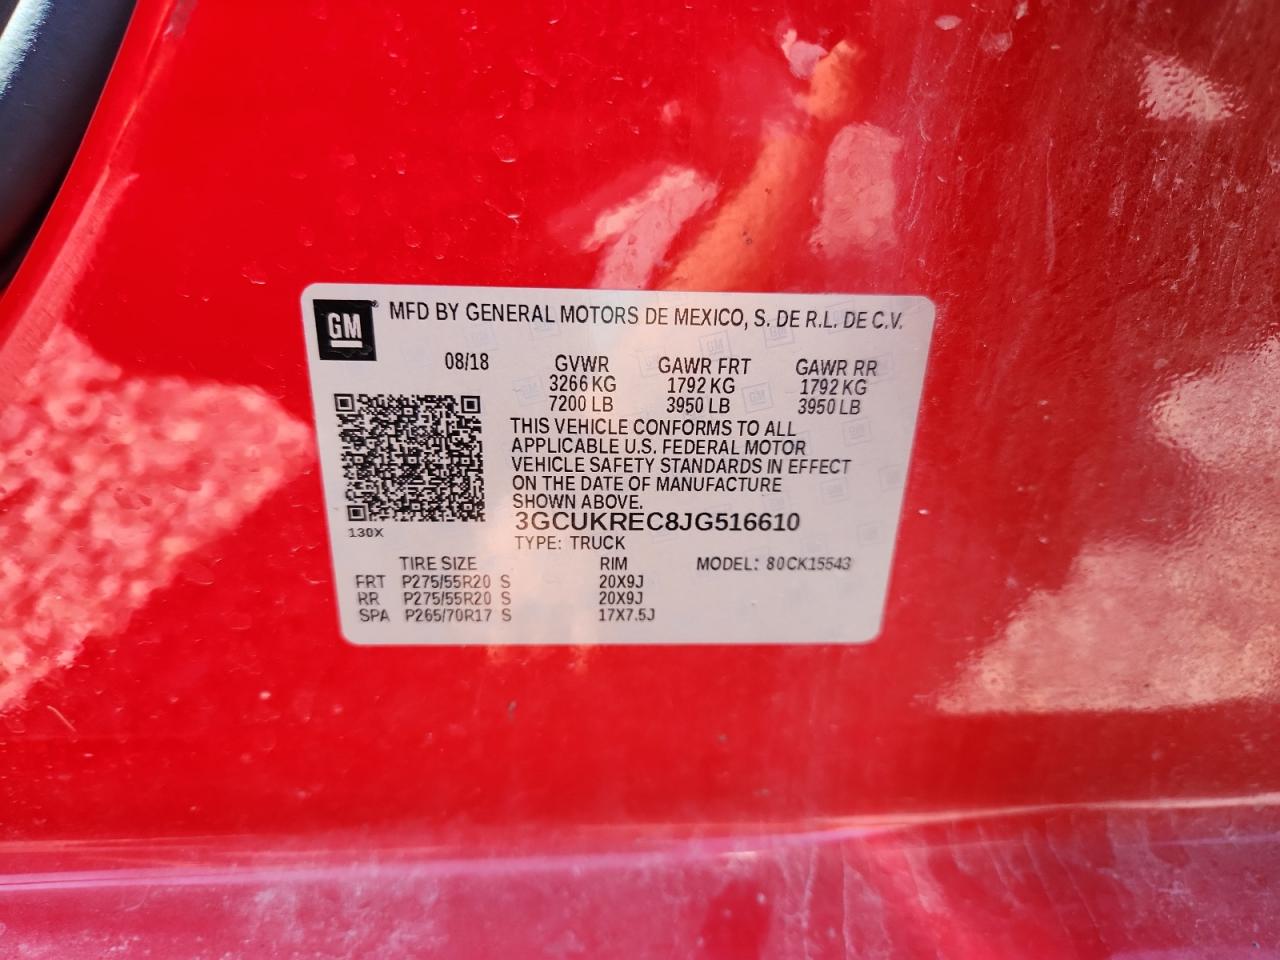 GM
MFD BY GENERAL MOTORS DE MEXICO, S. DE R.L. DE C.V.
08/18 GVWR GAWR FRT GAWR RR
3266 KG 1792 KG 1792 KG
7200 LB 3950 LB 3950 LB
THIS VEHICLE CONFORMS TO ALL
APPLICABLE U.S. FEDERAL MOTOR
VEHICLE SAFETY STANDARDS IN EFFECT
ON THE DATE OF MANUFACTURE
SHOWN ABOVE.
3GCUKREC8JG516610
130X
TYPE: TRUCK
TIRE SIZE RIM MODEL: 80CK15543
FRT P275/55R20 S 20X9J
RR P275/55R20 S 20X9J
SPA P265/70R17 S 17X7.5J